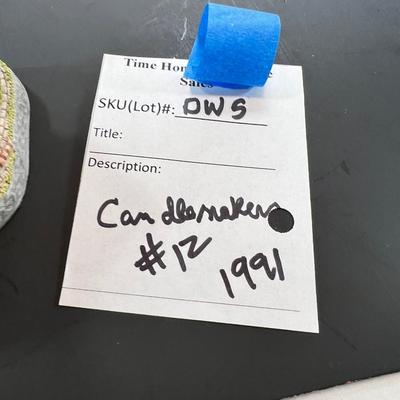 Time Hon
Sales
SKU(Lot)#: DWS
Title:
Description:
Candlemakers
#12
1991